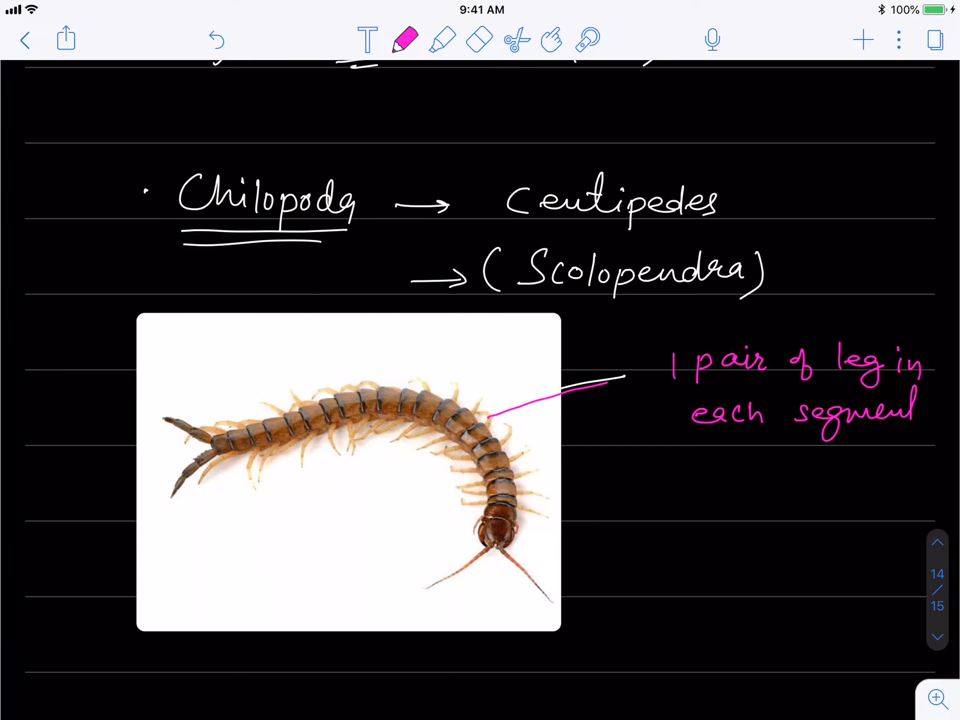 9:41 AM
100%
T
· Chilopoda → Centipedes
→ (Scolopendra)
1 pair of leg in
each segment
14
/
15